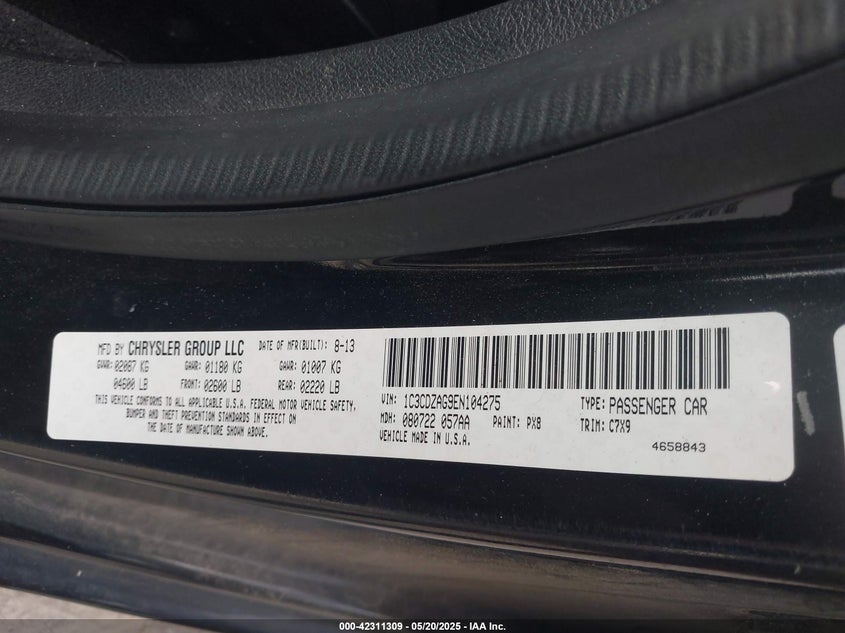 MFD BY CHRYSLER GROUP LLC DATE OF MFR(BUILT): 8-13
GVWR: 02087 KG GAWR: 01180 KG GAWR: 01007 KG
04600 LB FRONT: 02600 LB REAR: 02220 LB
THIS VEHICLE CONFORMS TO ALL APPLICABLE U.S.A. FEDERAL MOTOR VEHICLE SAFETY,
BUMPER AND THEFT PREVENTION STANDARDS IN EFFECT ON
THE DATE OF MANUFACTURE SHOWN ABOVE.
VIN: 1C3CDZAG9EN104275 TYPE: PASSENGER CAR
MDH: 080722 057AA PAINT: PX8 TRIM: C7X9
VEHICLE MADE IN U.S.A.
4658843
000-42311309 — 05/20/2025 — IAA Inc.